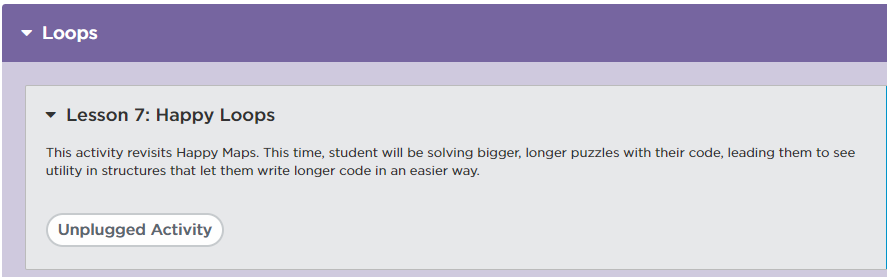 Loops
Lesson 7: Happy Loops
This activity revisits Happy Maps. This time, student will be solving bigger, longer puzzles with their code, leading them to see
utility in structures that let them write longer code in an easier way.
Unplugged Activity